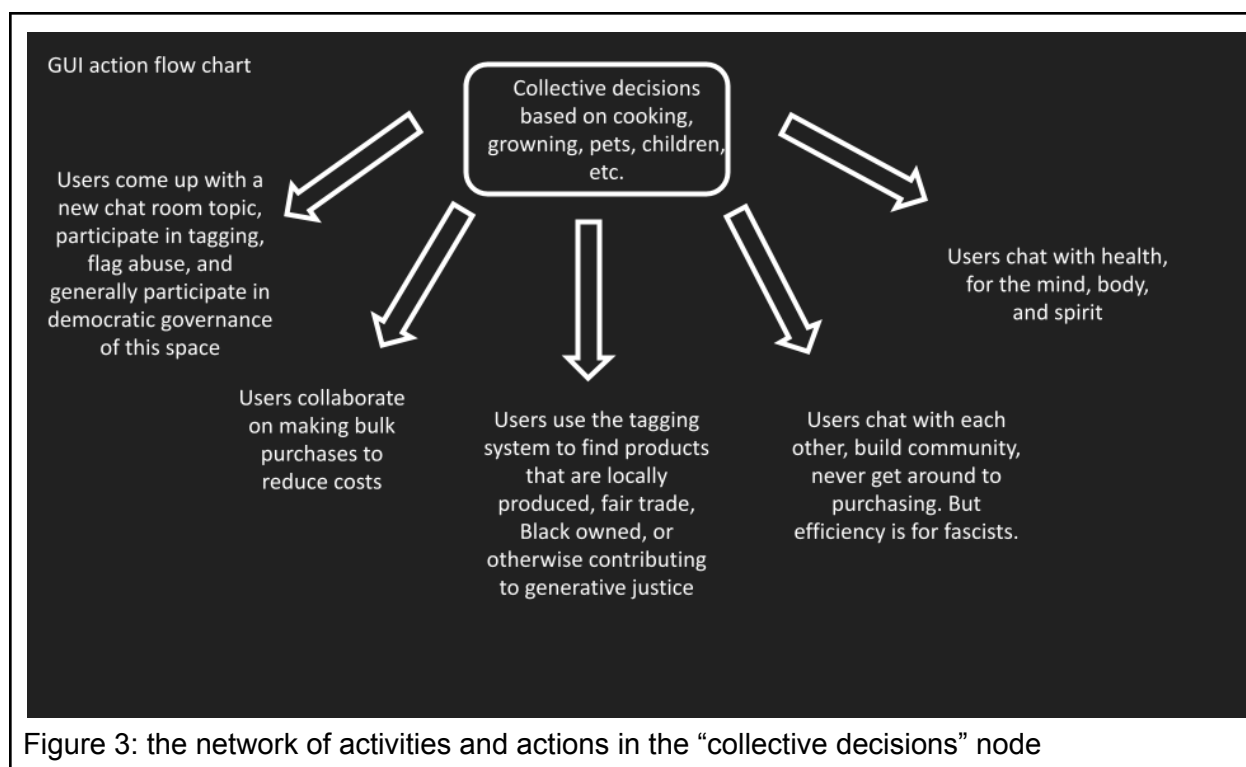 GUI action flow chart
Collective decisions
based on cooking,
growning, pets, children,
etc.
Users come up with a
new chat room topic,
participate in tagging,
flag abuse, and
generally participate in
democratic governance
of this space
Users collaborate
on making bulk
purchases to
reduce costs
Users use the tagging
system to find products
that are locally
produced, fair trade,
Black owned, or
otherwise contributing
to generative justice
Users chat with each
other, build community,
never get around to
purchasing. But
efficiency is for fascists.
Users chat with health,
for the mind, body,
and spirit
Figure 3: the network of activities and actions in the “collective decisions” node